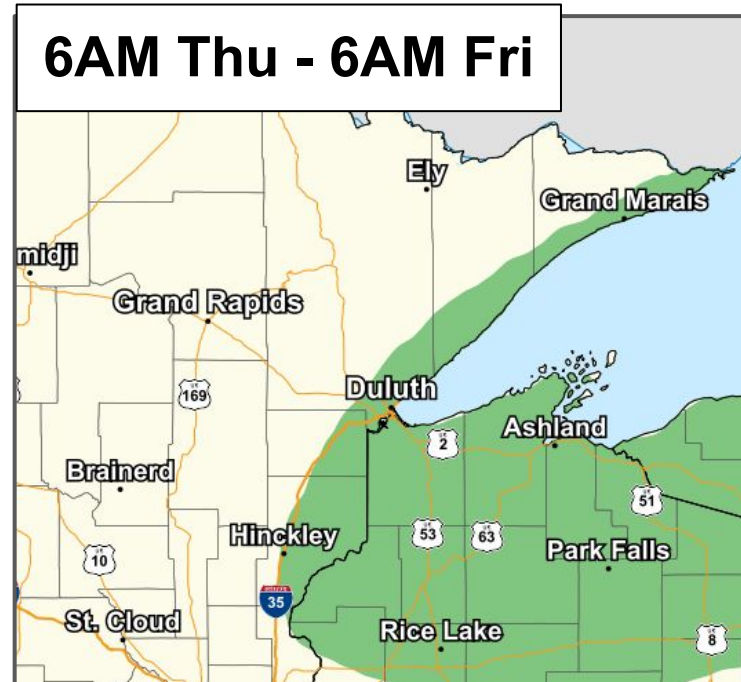 6AM Thu - 6AM Fri
Ely
Grand Marais
midji
Grand Rapids
169
Duluth
2
Ashland
Brainerd
51
Hinckley
53
63
10
Park Falls
35
St. Cloud
Rice Lake
8